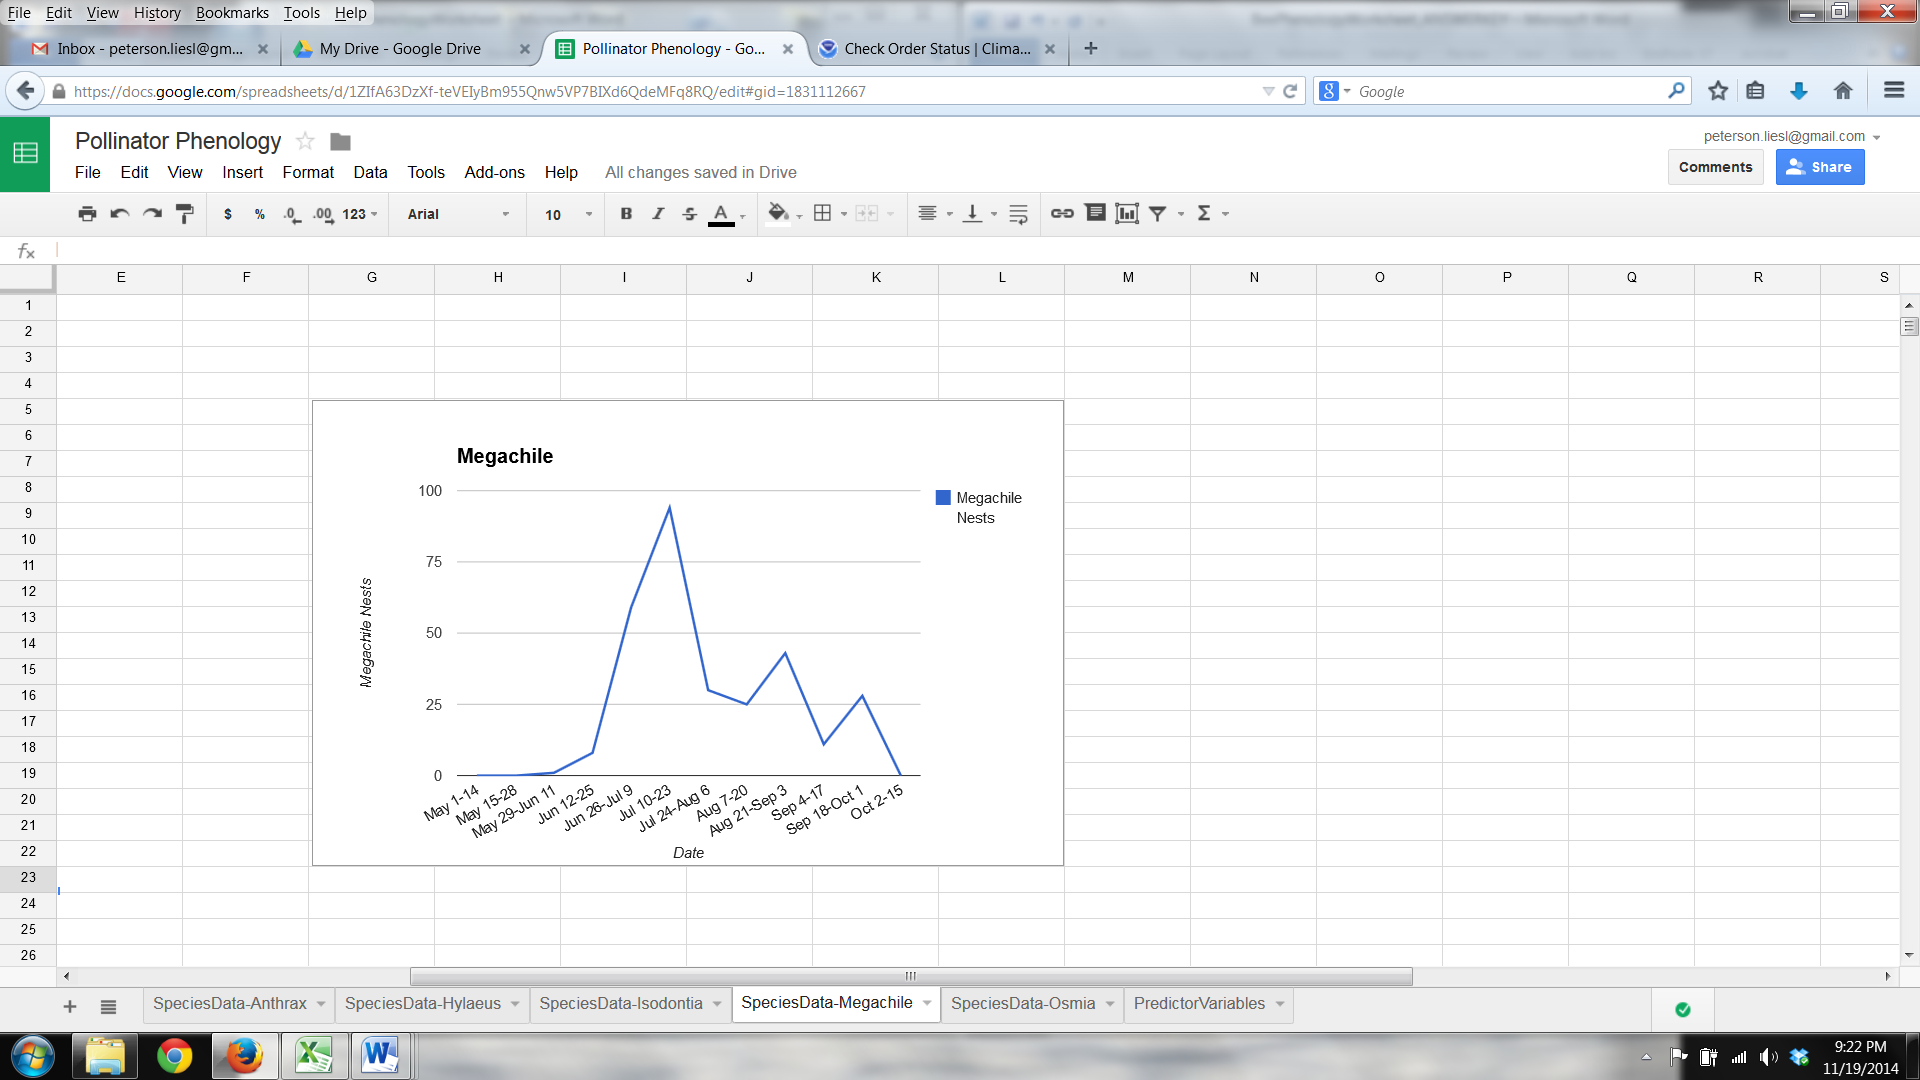 File Edit View History Bookmarks Tools Help
Inbox - peterson.liesl@gm...
My Drive - Google Drive
Pollinator Phenology - Go...
Check Order Status | Clima...
https://docs.google.com/spreadsheets/d/1ZIfA63DzXf-teVEIyBm955Qnw5VP7BIXd6QdeMFq8RQ/edit#gid=1831112667
8 Google
Pollinator Phenology
peterson.liesl@gmail.com
File Edit View Insert Format Data Tools Add-ons Help All changes saved in Drive
Comments Share
$ % .0 .00 123 Arial 10 B I S A Σ
fx
E F G H I J K L M N O P Q R S
1
2
3
4
5
6
7
8
9
10
11
12
13
14
15
16
17
18
19
20
21
22
23
24
25
26
Megachile
100
75
50
25
0
Megachile Nests
Megachile
Nests
May 1-14
May 15-28
May 29-Jun 11
Jun 12-25
Jun 26-Jul 9
Jul 10-23
Jul 24-Aug 6
Aug 7-20
Aug 21-Sep 3
Sep 4-17
Sep 18-Oct 1
Oct 2-15
Date
SpeciesData-Anthrax SpeciesData-Hylaeus SpeciesData-Isodontia SpeciesData-Megachile SpeciesData-Osmia PredictorVariables
9:22 PM
11/19/2014